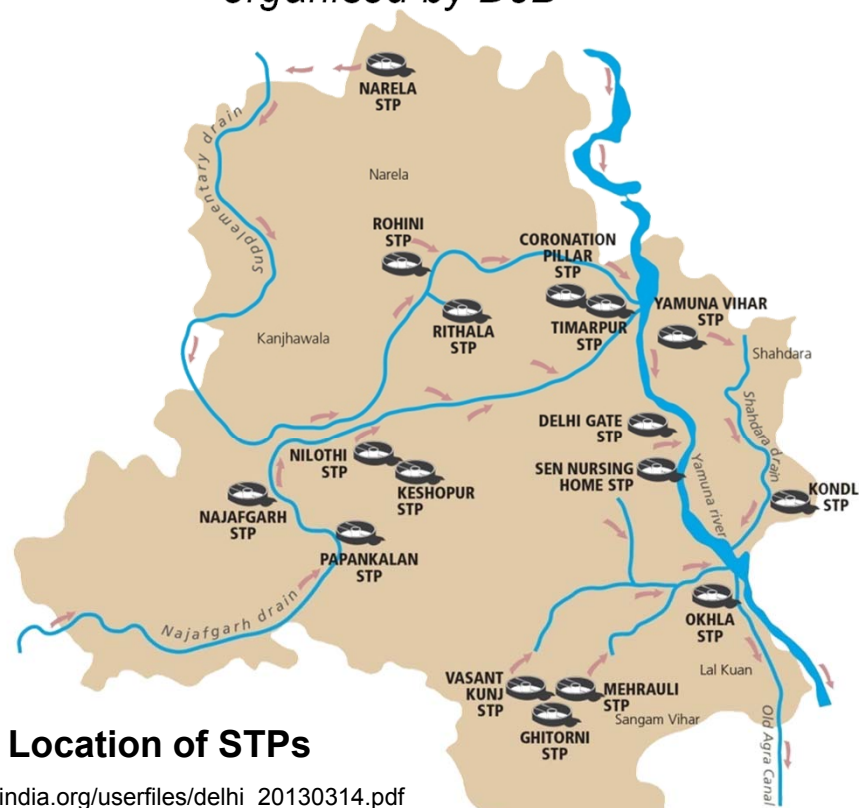 organised by DJB
NARELA
STP
Supplementary drain
Narela
ROHINI
STP
CORONATION
PILLAR
STP
RITHALA
STP
TIMARPUR
STP
YAMUNA VIHAR
STP
Kanjhawala
Shahdara
Shahdara drain
DELHI GATE
STP
NILOTHI
STP
KESHOPUR
STP
SEN NURSING
HOME STP
Yamuna river
KONDL
STP
NAJAFGARH
STP
PAPANKALAN
STP
Najafgarh drain
OKHLA
STP
VASANT
KUNJ
STP
MEHRAULI
STP
GHITORNI
STP
Lal Kuan
Sangam Vihar
Old Agra Canal
Location of STPs
india.org/userfiles/delhi_20130314.pdf